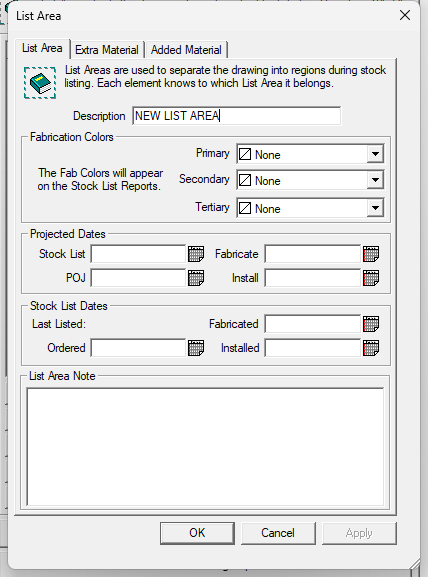 List Area
List Area Extra Material Added Material
List Areas are used to separate the drawing into regions during stock
listing. Each element knows to which List Area it belongs.
Description NEW LIST AREA
Fabrication Colors
The Fab Colors will appear
on the Stock List Reports.
Primary None
Secondary None
Tertiary None
Projected Dates
Stock List Fabricate
POJ Install
Stock List Dates
Last Listed: Fabricated
Ordered Installed
List Area Note
OK Cancel Apply